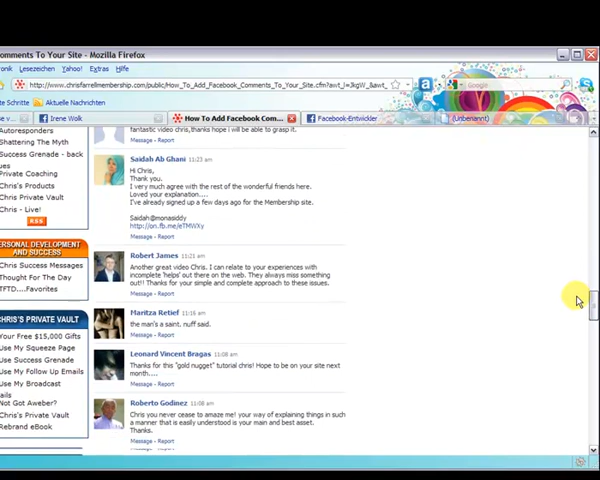 omments To Your Site - Mozilla Firefox
ronik Lesezeichen Yahoo! Extras Hilfe
http://www.chrisfarrellmembership.com/public/How_To_Add_Facebook_Comments_To_Your_Site.cfm?awt_l=JkigW_&awt_
Google
te Schritte Aktuelle Nachrichten
se v... Irene Wolk How To Add Facebook Com... Facebook-Entwickler (Unbenannt)
Autoresponders
Shattering The Myth
Success Grenade - back
ues
Private Coaching
Chris's Products
Chris Private Vault
Chris - Live!
RSS
PERSONAL DEVELOPMENT
AND SUCCESS
Chris Success Messages
Thought For The Day
TFTD....Favorites
CHRIS'S PRIVATE VAULT
Your Free $15,000 Gifts
Use My Squeeze Page
Use Success Grenade
Use My Follow Up Emails
Use My Broadcast
ails
Not Got Aweber?
Chris's Private Vault
Rebrand eBook
fantastic video chris,thanks hope i will be able to grasp it.
Message - Report
Saidah Ab Ghani 11:23 am
Hi Chris,
Thank you.
I very much agree with the rest of the wonderful friends here.
Loved your explanation....
I've already signed up a few days ago for the Membership site.
Saidah@monasiddy
http://on.fb.me/eTMWXy
Message - Report
Robert James 11:21 am
Another great video Chris. I can relate to your experiences with
incomplete 'helps' out there on the web. They always miss something
out!! Thanks for your simple and complete approach to these issues.
Message - Report
Maritza Retief 11:16 am
the man's a saint. nuff said.
Message - Report
Leonard Vincent Bragas 11:08 am
Thanks for this "gold nugget" tutorial chris! Hope to be on your site next
month....
Message - Report
Roberto Godinez 11:08 am
Chris you never cease to amaze me! your way of explaining things in such
a manner that is easily understood is your main and best asset.
Thanks.
Message - Report